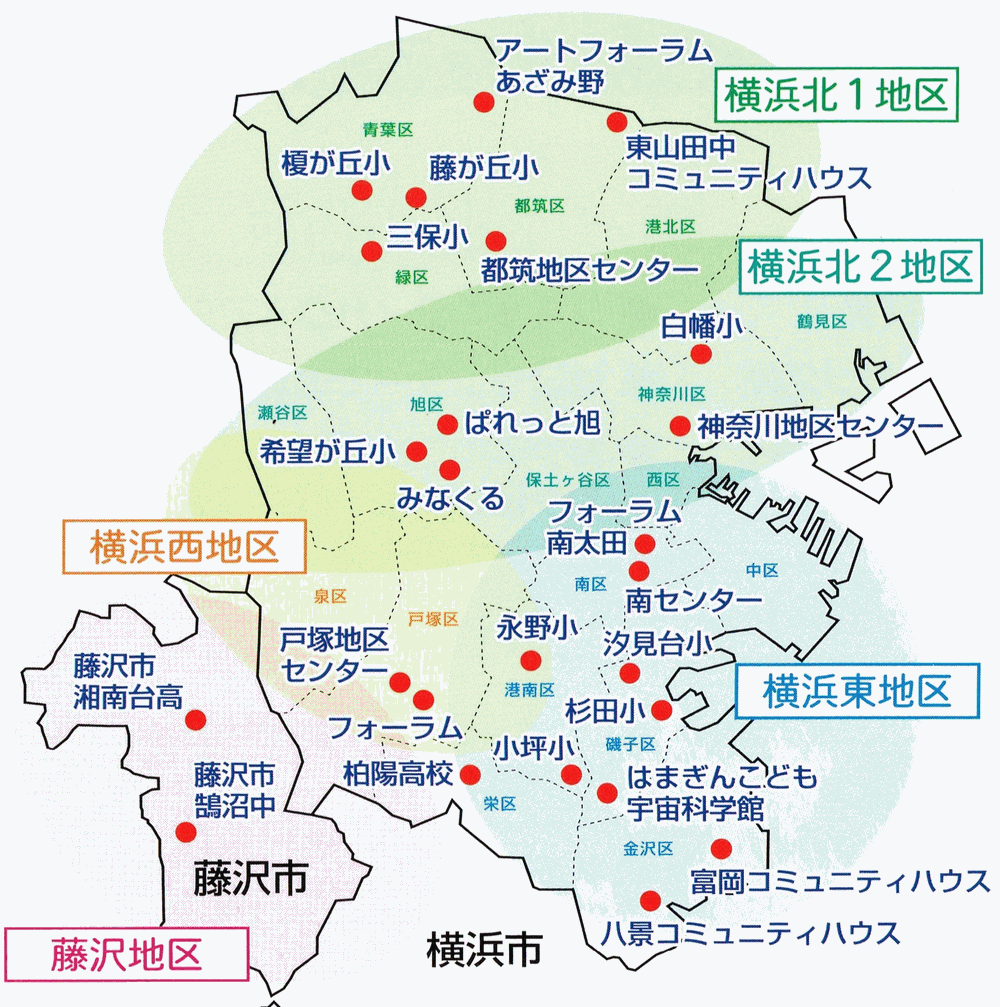 アートフォーラム
あざみ野
横浜北1地区
青葉区
東山田中
コミュニティハウス
榎が丘小
藤が丘小
都筑区
港北区
三保小
緑区
都筑地区センター
横浜北2地区
白幡小
鶴見区
瀬谷区
旭区
神奈川区
ぱれっと旭
神奈川地区センター
希望が丘小
みなくる
保土ヶ谷区
西区
フォーラム
南太田
横浜西地区
南区
中区
南センター
泉区
戸塚区
永野小
汐見台小
戸塚地区
センター
藤沢市
湘南台高
港南区
横浜東地区
杉田小
フォーラム
磯子区
小坪小
柏陽高校
はまぎんこども
宇宙科学館
藤沢市
鵠沼中
栄区
金沢区
藤沢市
富岡コミュニティハウス
八景コミュニティハウス
横浜市
藤沢地区